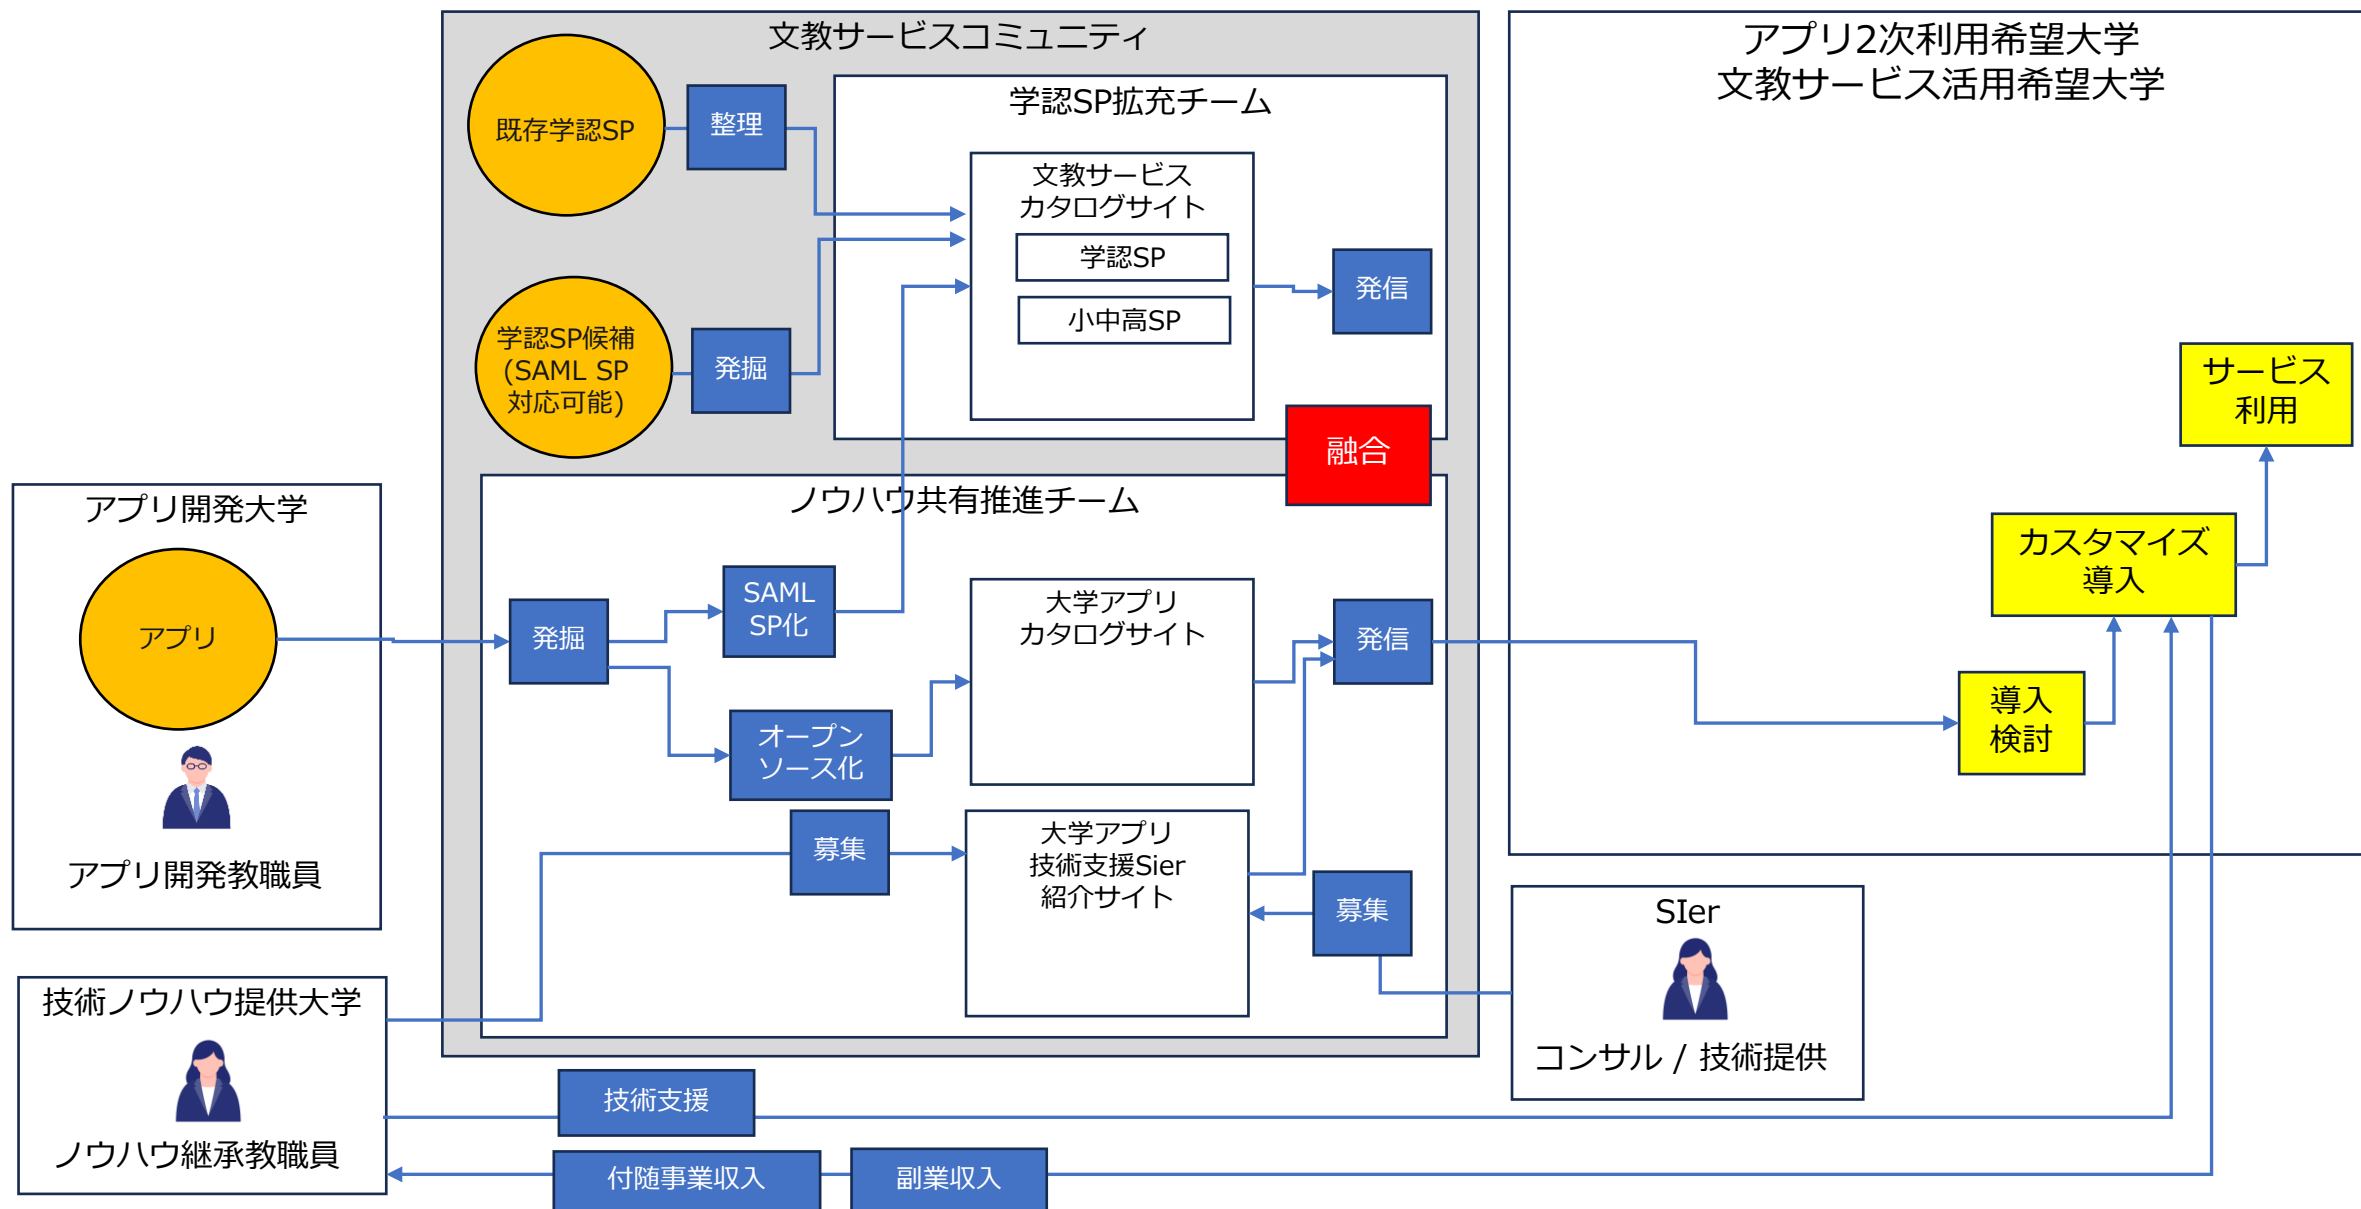 文教サービスコミュニティ
既存学認SP
整理
学認SP拡充チーム
文教サービス
カタログサイト
学認SP
小中高SP
発信
学認SP候補
(SAML SP
対応可能)
発掘
融合
アプリ2次利用希望大学
文教サービス活用希望大学
サービス
利用
カスタマイズ
導入
導入
検討
アプリ開発大学
アプリ
アプリ開発教職員
ノウハウ共有推進チーム
発掘
SAML
SP化
オープン
ソース化
大学アプリ
カタログサイト
発信
募集
大学アプリ
技術支援Sier
紹介サイト
募集
SIer
コンサル / 技術提供
技術ノウハウ提供大学
ノウハウ継承教職員
技術支援
付随事業収入
副業収入